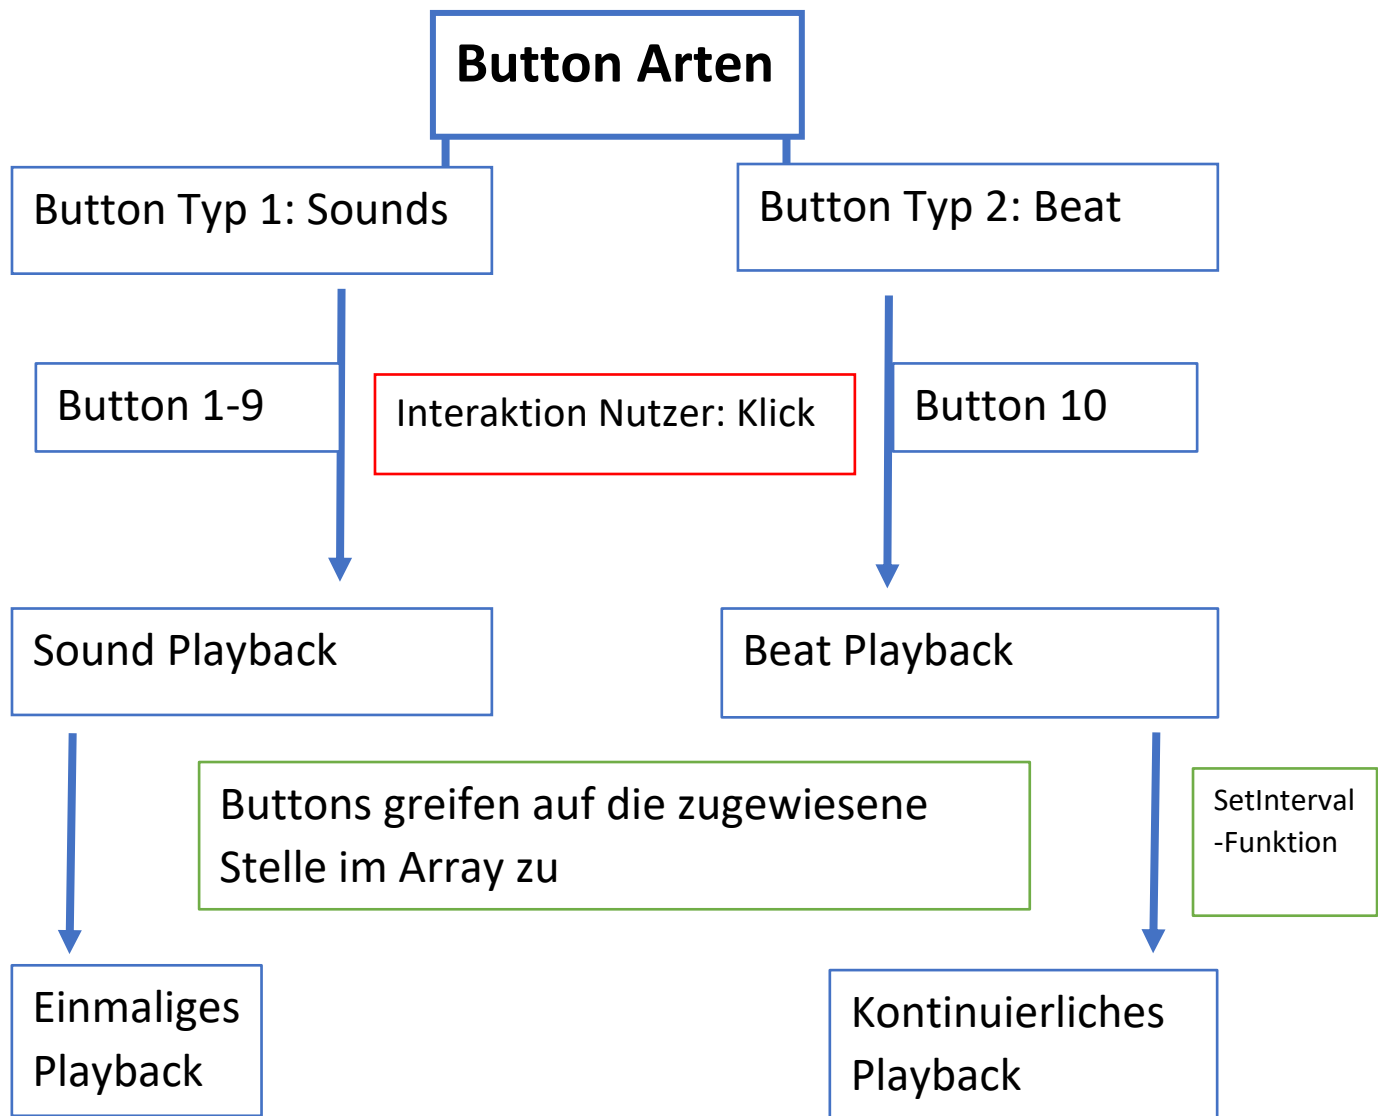 Button Arten
Button Typ 1: Sounds
Button Typ 2: Beat
Button 1-9
Interaktion Nutzer: Klick
Button 10
Sound Playback
Beat Playback
Buttons greifen auf die zugewiesene
Stelle im Array zu
SetInterval
-Funktion
Einmaliges
Playback
Kontinuierliches
Playback